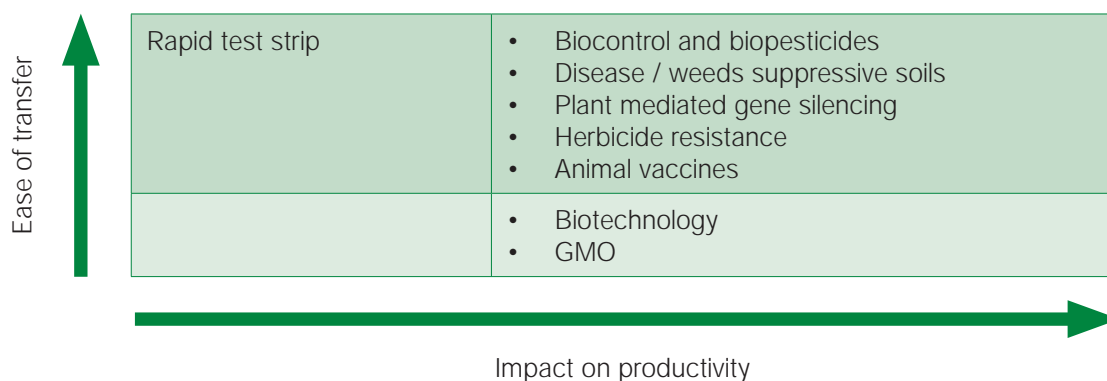 Ease of transfer
Rapid test strip
• Biocontrol and biopesticides
• Disease / weeds suppressive soils
• Plant mediated gene silencing
• Herbicide resistance
• Animal vaccines
• Biotechnology
• GMO
Impact on productivity